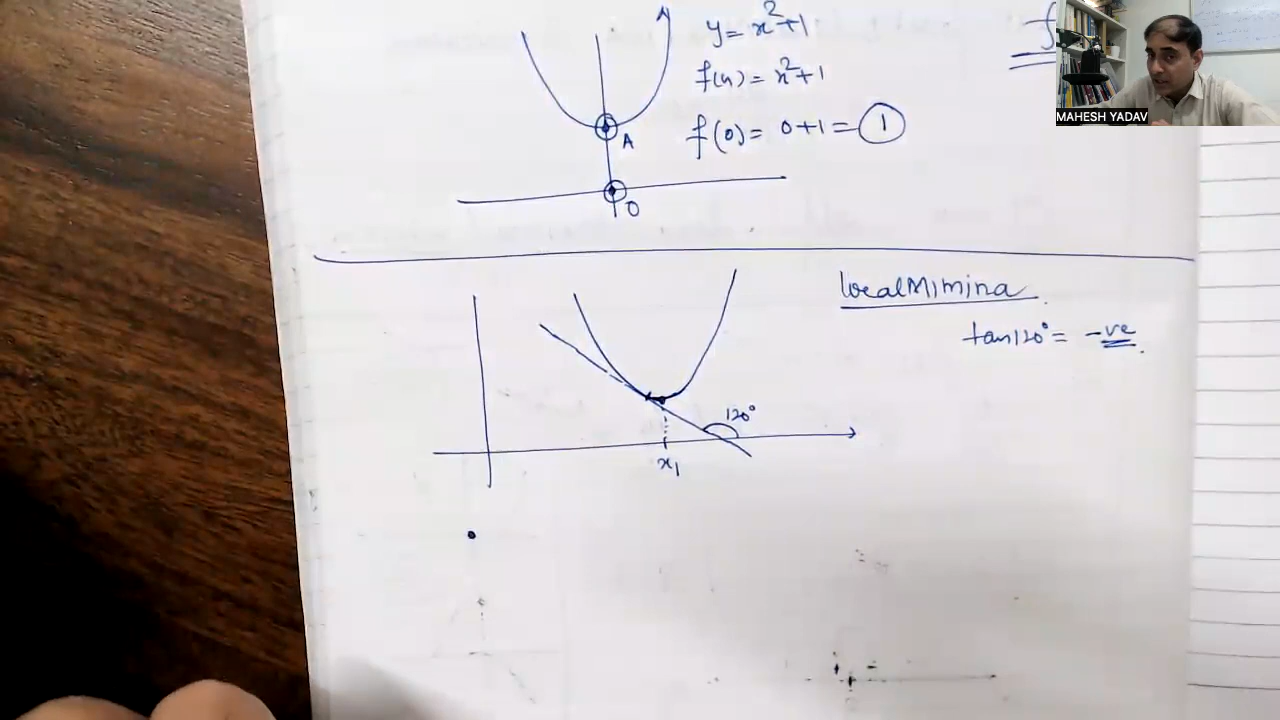 y = x²+1
f(x) = x²+1
f(0) = 0+1 = 1
A
O
f
MAHESH YADAV
localMimina
tan120° = -ve
120°
x₁